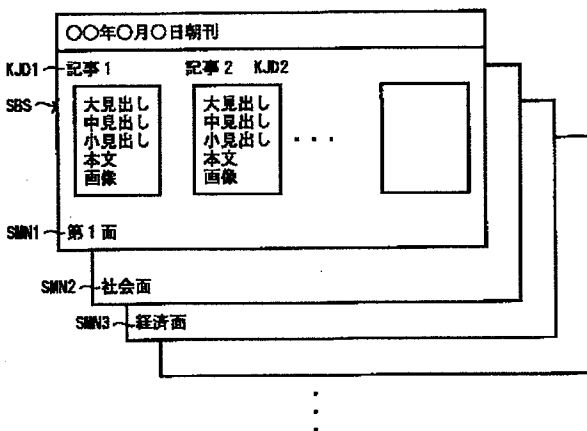 〇〇年〇月〇日朝刊
KJD1 記事1 記事2 KJD2
SBS
大見出し 大見出し
中見出し 中見出し
小見出し 小見出し
本文 本文
画像 画像
・・・
SMN1 第1面
SMN2 社会面
SMN3 経済面